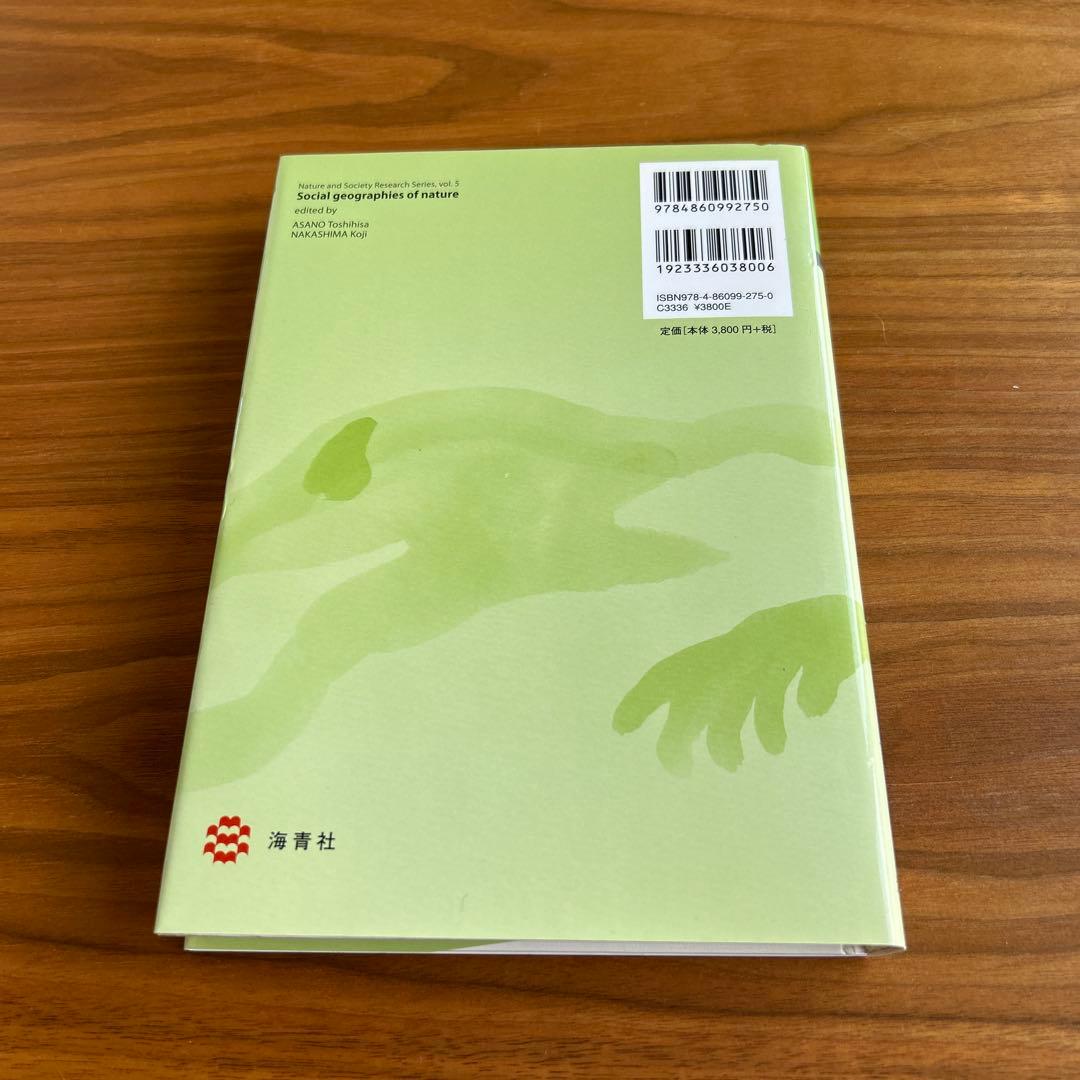 Nature and Society Research Series, vol. 5
Social geographies of nature
edited by
ASANO Toshihisa
NAKASHIMA Koji
9784860992750
1923336038006
ISBN978-4-86099-275-0
C3336 ¥3800E
定価[本体 3,800 円+税]
海青社